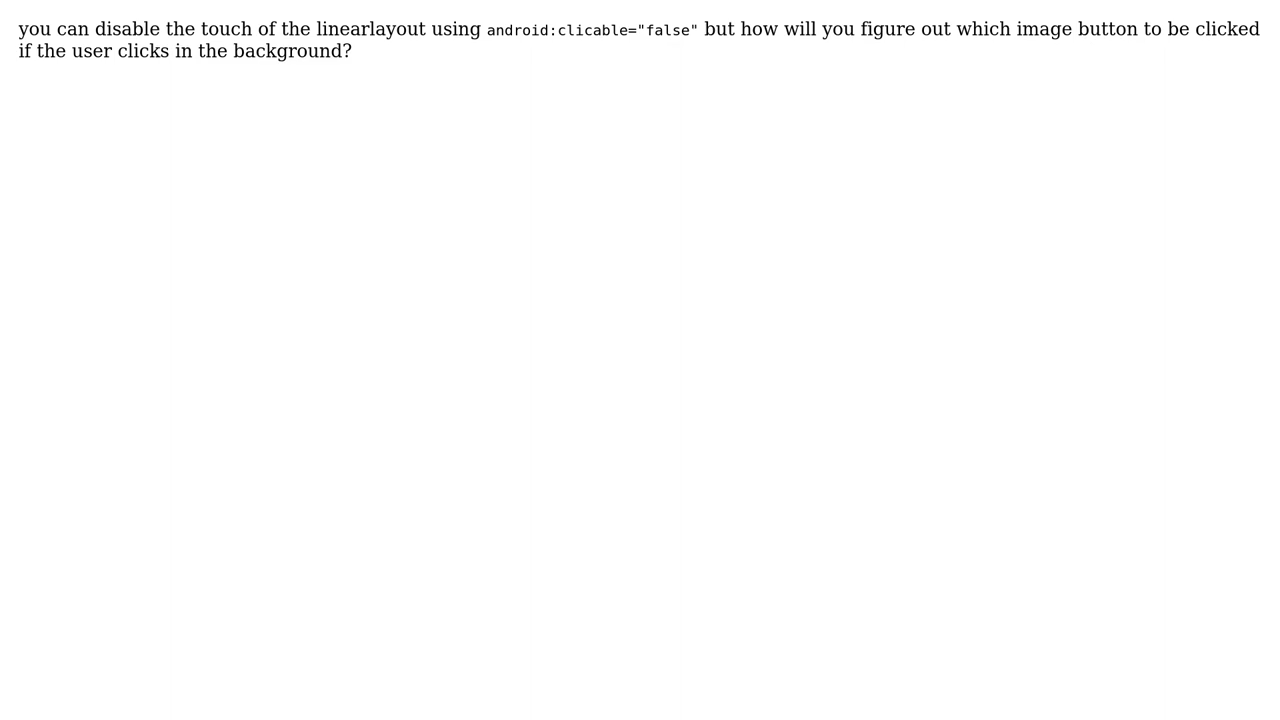 you can disable the touch of the linearlayout using android:clicable="false" but how will you figure out which image button to be clicked
if the user clicks in the background?